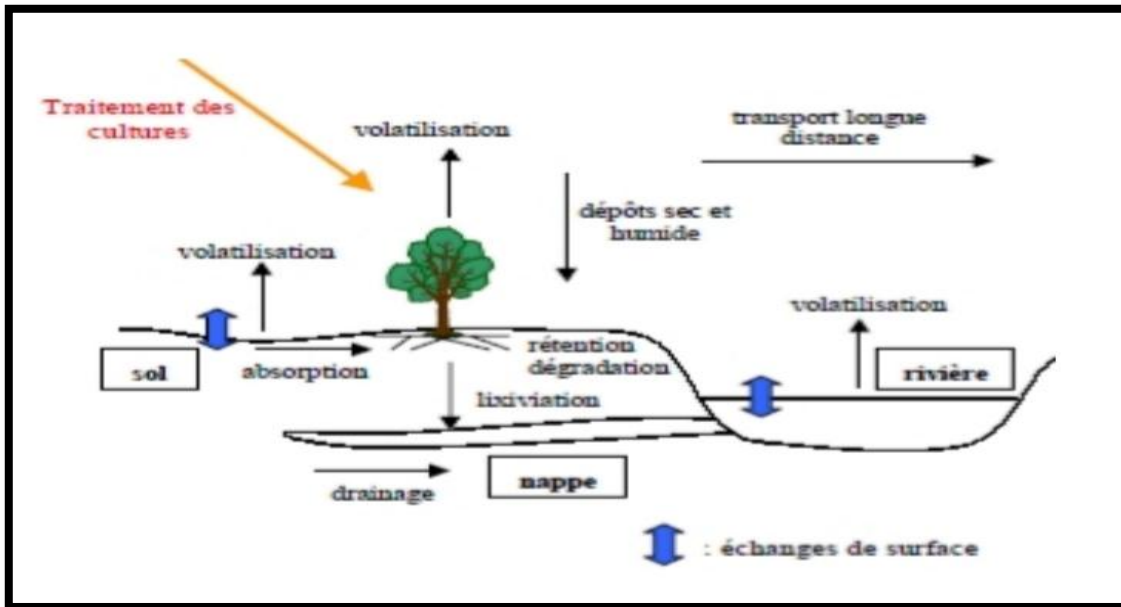 Traitement des
cultures
volatilisation
transport longue
distance
dépôts sec et
humide
volatilisation
volatilisation
sol
absorption
rétention
dégradation
rivière
lixiviation
drainage
nappe
: échanges de surface